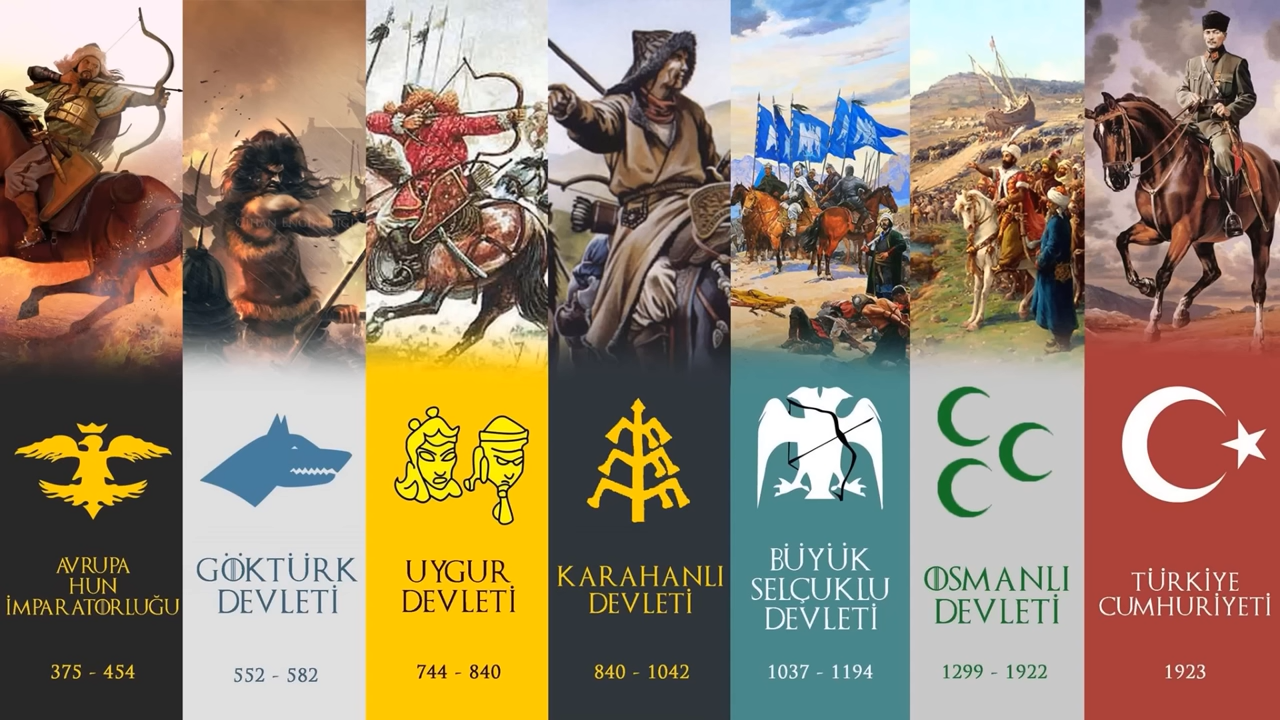 AVRUPA
HUN
İMPARATORLUĞU
375 - 454
GÖKTÜRK
DEVLETİ
552 - 582
UYGUR
DEVLETİ
744 - 840
KARAHANLI
DEVLETİ
840 - 1042
BÜYÜK
SELÇUKLU
DEVLETİ
1037 - 1194
OSMANLI
DEVLETİ
1299 - 1922
TÜRKİYE
CUMHURİYETİ
1923